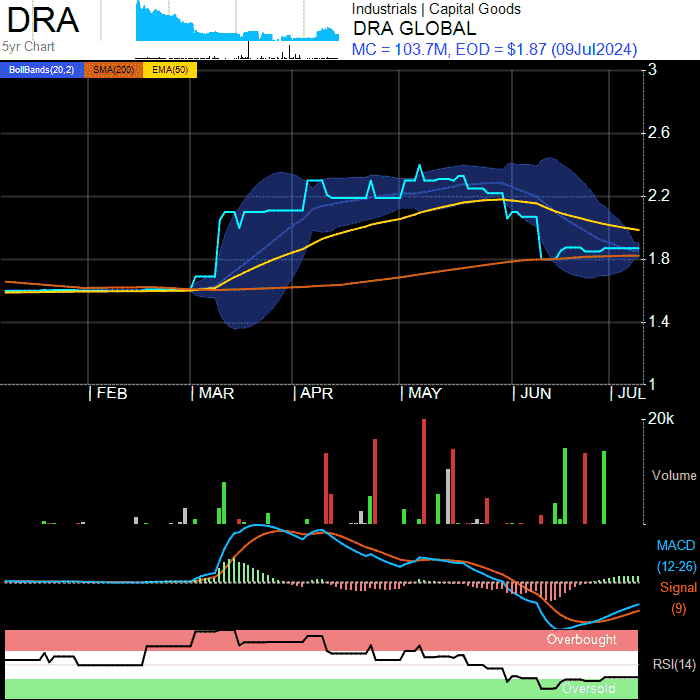 DRA
5yr Chart
Industrials | Capital Goods
DRA GLOBAL
MC = 103.7M, EOD = $1.87 (09Jul2024)
BollBands(20,2) SMA(200) EMA(50)
3
2.6
2.2
1.8
1.4
1
| FEB | MAR | APR | MAY | JUN | JUL
20k
Volume
MACD
(12-26)
Signal
(9)
Overbought
RSI(14)
Oversold